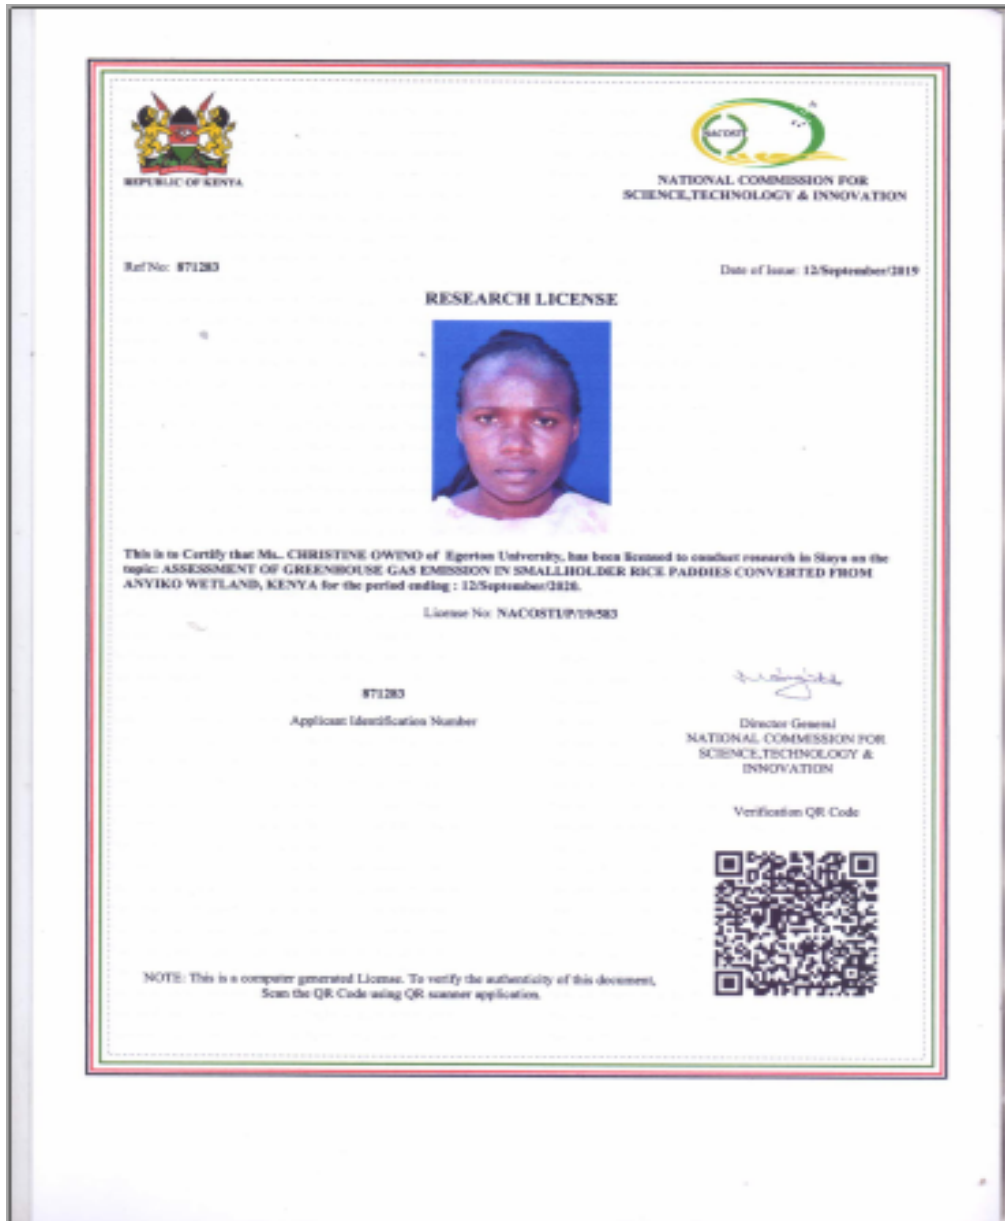 REPUBLIC OF KENYA
NACOSTI
NATIONAL COMMISSION FOR
SCIENCE,TECHNOLOGY & INNOVATION
Ref No: 871283
Date of Issue: 12/September/2019
RESEARCH LICENSE
This is to Certify that Ms.. CHRISTINE OWINO of Egerton University, has been licensed to conduct research in Siaya on the
topic: ASSESSMENT OF GREENHOUSE GAS EMISSION IN SMALLHOLDER RICE PADDIES CONVERTED FROM
ANYIKO WETLAND, KENYA for the period ending : 12/September/2020.
License No: NACOSTI/P/19/583
871283
Applicant Identification Number
Director General
NATIONAL COMMISSION FOR
SCIENCE,TECHNOLOGY &
INNOVATION
Verification QR Code
NOTE: This is a computer generated License. To verify the authenticity of this document,
Scan the QR Code using QR scanner application.